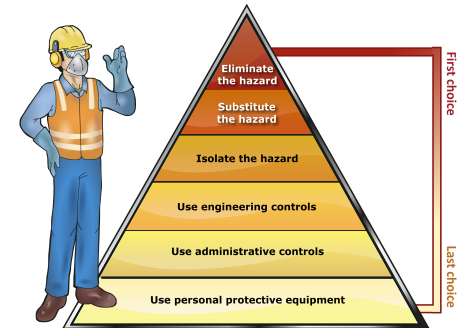 Eliminate
the hazard
Substitute
the hazard
Isolate the hazard
Use engineering controls
Use administrative controls
Use personal protective equipment
First choice
Last choice